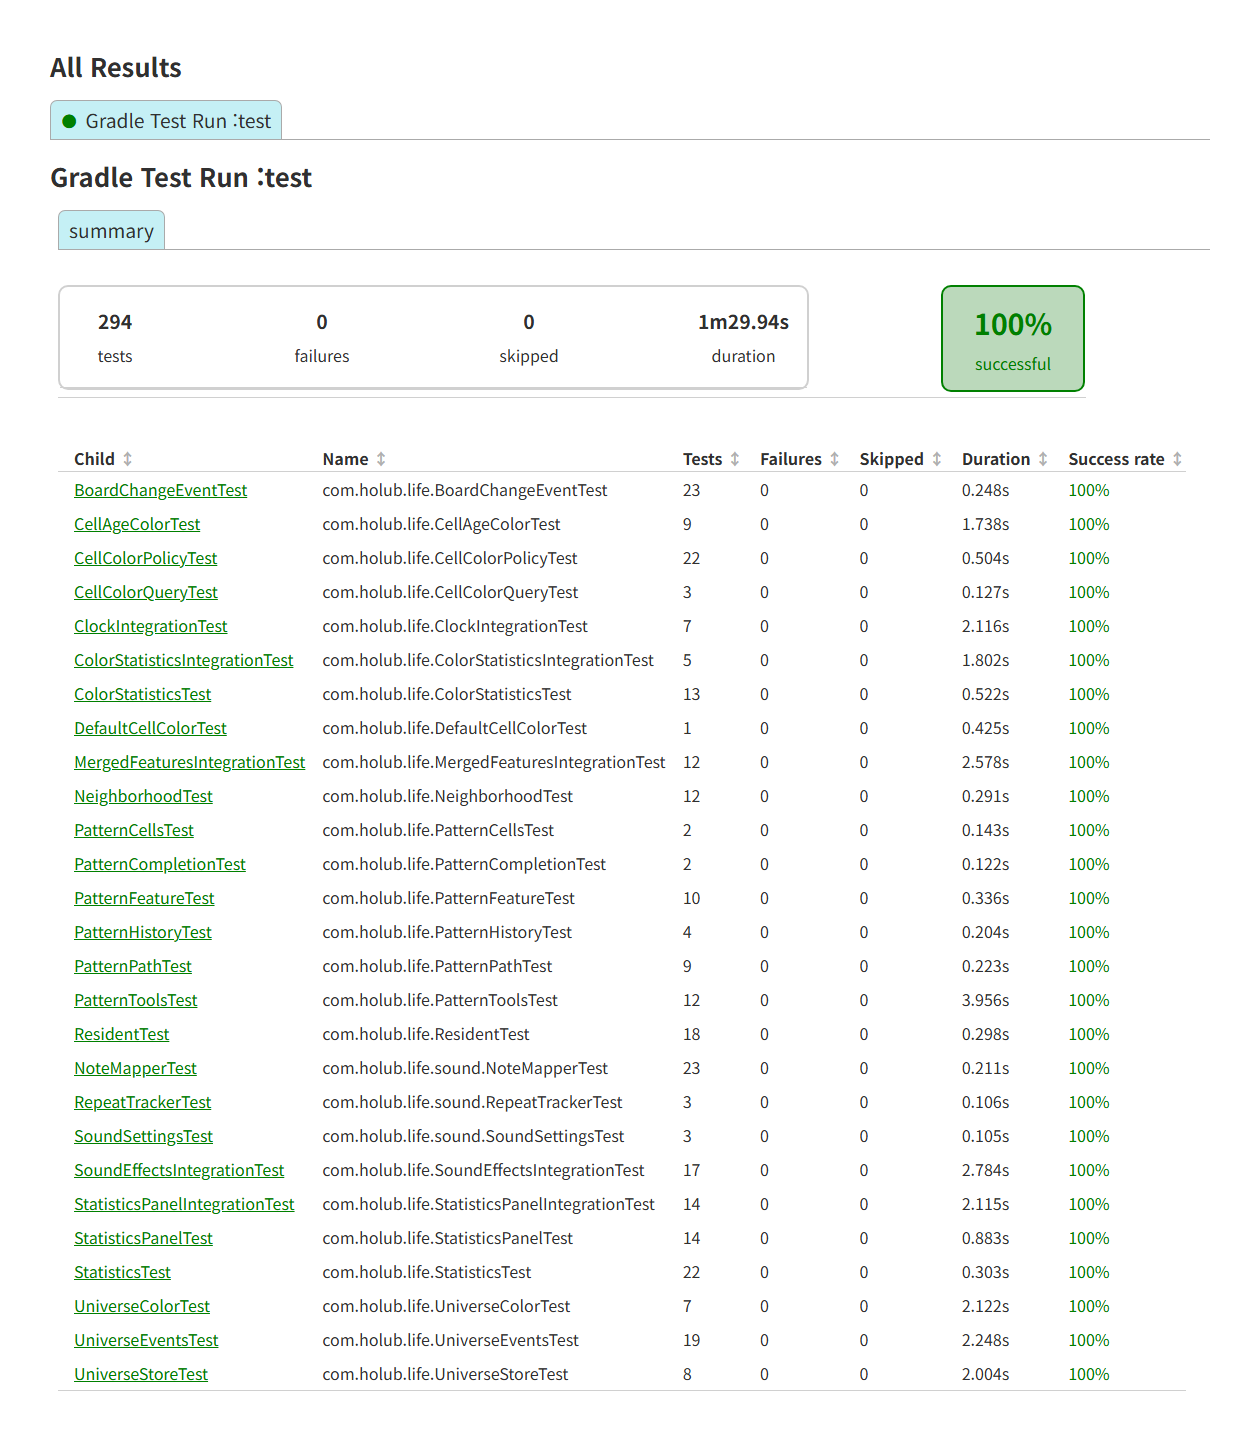 All Results
Gradle Test Run :test
Gradle Test Run :test
summary
294 0 0 1m29.94s 100%
tests failures skipped duration successful
Child Name Tests Failures Skipped Duration Success rate
BoardChangeEventTest com.holub.life.BoardChangeEventTest 23 0 0 0.248s 100%
CellAgeColorTest com.holub.life.CellAgeColorTest 9 0 0 1.738s 100%
CellColorPolicyTest com.holub.life.CellColorPolicyTest 22 0 0 0.504s 100%
CellColorQueryTest com.holub.life.CellColorQueryTest 3 0 0 0.127s 100%
ClockIntegrationTest com.holub.life.ClockIntegrationTest 7 0 0 2.116s 100%
ColorStatisticsIntegrationTest com.holub.life.ColorStatisticsIntegrationTest 5 0 0 1.802s 100%
ColorStatisticsTest com.holub.life.ColorStatisticsTest 13 0 0 0.522s 100%
DefaultCellColorTest com.holub.life.DefaultCellColorTest 1 0 0 0.425s 100%
MergedFeaturesIntegrationTest com.holub.life.MergedFeaturesIntegrationTest 12 0 0 2.578s 100%
NeighborhoodTest com.holub.life.NeighborhoodTest 12 0 0 0.291s 100%
PatternCellsTest com.holub.life.PatternCellsTest 2 0 0 0.143s 100%
PatternCompletionTest com.holub.life.PatternCompletionTest 2 0 0 0.122s 100%
PatternFeatureTest com.holub.life.PatternFeatureTest 10 0 0 0.336s 100%
PatternHistoryTest com.holub.life.PatternHistoryTest 4 0 0 0.204s 100%
PatternPathTest com.holub.life.PatternPathTest 9 0 0 0.223s 100%
PatternToolsTest com.holub.life.PatternToolsTest 12 0 0 3.956s 100%
ResidentTest com.holub.life.ResidentTest 18 0 0 0.298s 100%
NoteMapperTest com.holub.life.sound.NoteMapperTest 23 0 0 0.211s 100%
RepeatTrackerTest com.holub.life.sound.RepeatTrackerTest 3 0 0 0.106s 100%
SoundSettingsTest com.holub.life.sound.SoundSettingsTest 3 0 0 0.105s 100%
SoundEffectsIntegrationTest com.holub.life.SoundEffectsIntegrationTest 17 0 0 2.784s 100%
StatisticsPanelIntegrationTest com.holub.life.StatisticsPanelIntegrationTest 14 0 0 2.115s 100%
StatisticsPanelTest com.holub.life.StatisticsPanelTest 14 0 0 0.883s 100%
StatisticsTest com.holub.life.StatisticsTest 22 0 0 0.303s 100%
UniverseColorTest com.holub.life.UniverseColorTest 7 0 0 2.122s 100%
UniverseEventsTest com.holub.life.UniverseEventsTest 19 0 0 2.248s 100%
UniverseStoreTest com.holub.life.UniverseStoreTest 8 0 0 2.004s 100%